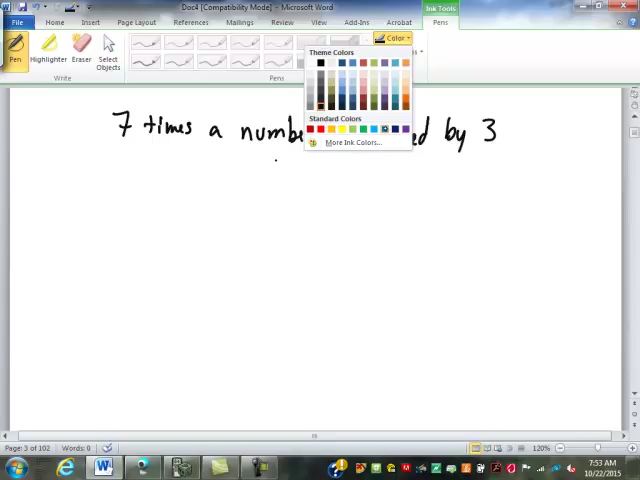 Doc4 [Compatibility Mode] - Microsoft Word
Ink Tools
File Home Insert Page Layout References Mailings Review View Add-Ins Acrobat Pens
Color
Pen Highlighter Eraser Select Objects
Write
Pens
Theme Colors
Standard Colors
More Ink Colors...
7 times a numbe ed by 3
Page: 3 of 102 Words: 0 120%
7:53 AM
10/22/2015